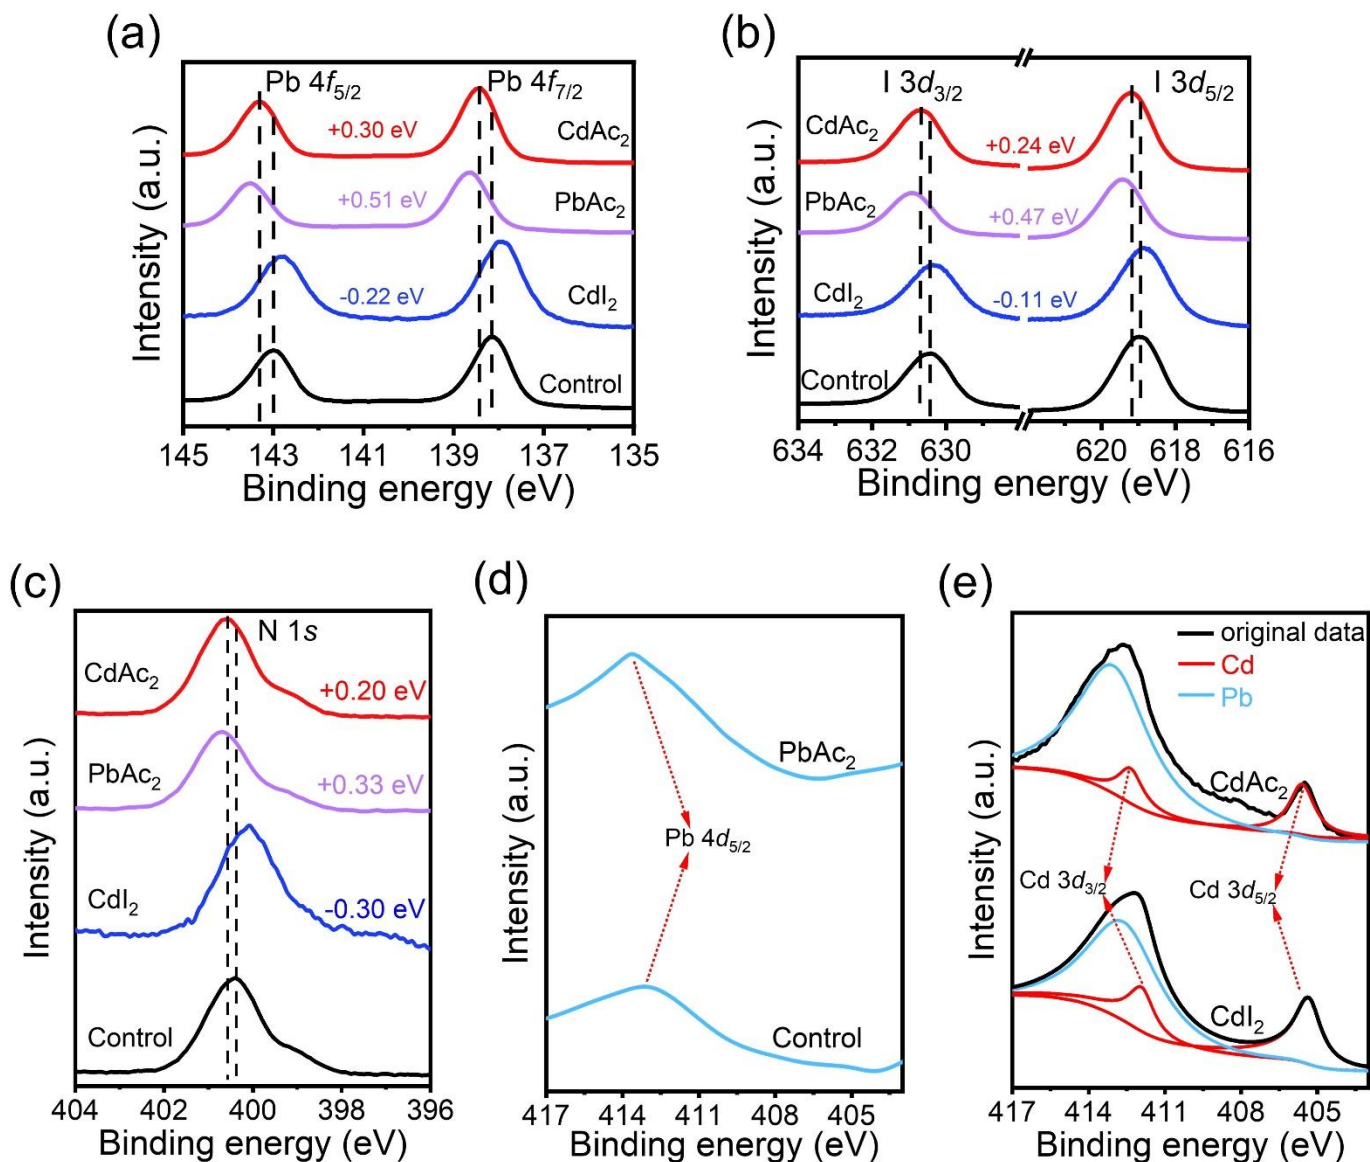 (a)
Pb 4f5/2
Pb 4f7/2
+0.30 eV
CdAc2
+0.51 eV
PbAc2
-0.22 eV
CdI2
Control
Intensity (a.u.)
145 143 141 139 137 135
Binding energy (eV)
(b)
I 3d3/2
I 3d5/2
CdAc2
+0.24 eV
PbAc2
+0.47 eV
CdI2
-0.11 eV
Control
Intensity (a.u.)
634 632 630 620 618 616
Binding energy (eV)
(c)
N 1s
CdAc2
+0.20 eV
PbAc2
+0.33 eV
CdI2
-0.30 eV
Control
Intensity (a.u.)
404 402 400 398 396
Binding energy (eV)
(d)
PbAc2
Pb 4d5/2
Control
Intensity (a.u.)
417 414 411 408 405
Binding energy (eV)
(e)
original data
Cd
Pb
CdAc2
Cd 3d3/2
Cd 3d5/2
CdI2
Intensity (a.u.)
417 414 411 408 405
Binding energy (eV)